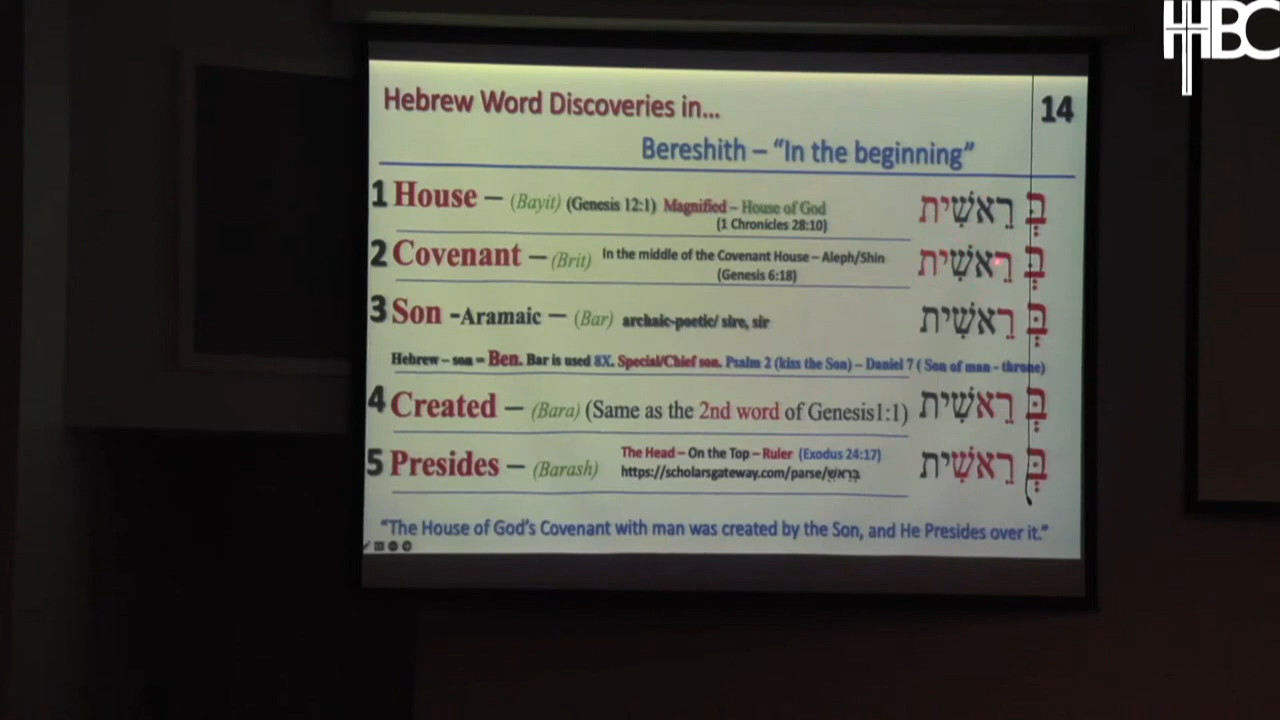 HHBC
Hebrew Word Discoveries in...
14
Bereshith – “In the beginning”
1 House – (Bayit) (Genesis 12:1) Magnified – House of God
(1 Chronicles 28:10)
בְּ רֵאשִׁית
2 Covenant – (Brit) In the middle of the Covenant House – Aleph/Shin
(Genesis 6:18)
בְּ רֵאשִׁית
3 Son -Aramaic – (Bar) archaic-poetic/ sire, sir
בְּ רֵאשִׁית
Hebrew – son = Ben. Bar is used 8X. Special/Chief son. Psalm 2 (kiss the Son) – Daniel 7 ( Son of man - throne)
4 Created – (Bara) (Same as the 2nd word of Genesis1:1)
בְּ רֵאשִׁית
5 Presides – (Barash) The Head – On the Top – Ruler (Exodus 24:17)
https://scholarsgateway.com/parse/בְּרֹאשׁ
בְּ רֵאשִׁית
“The House of God’s Covenant with man was created by the Son, and He Presides over it.”